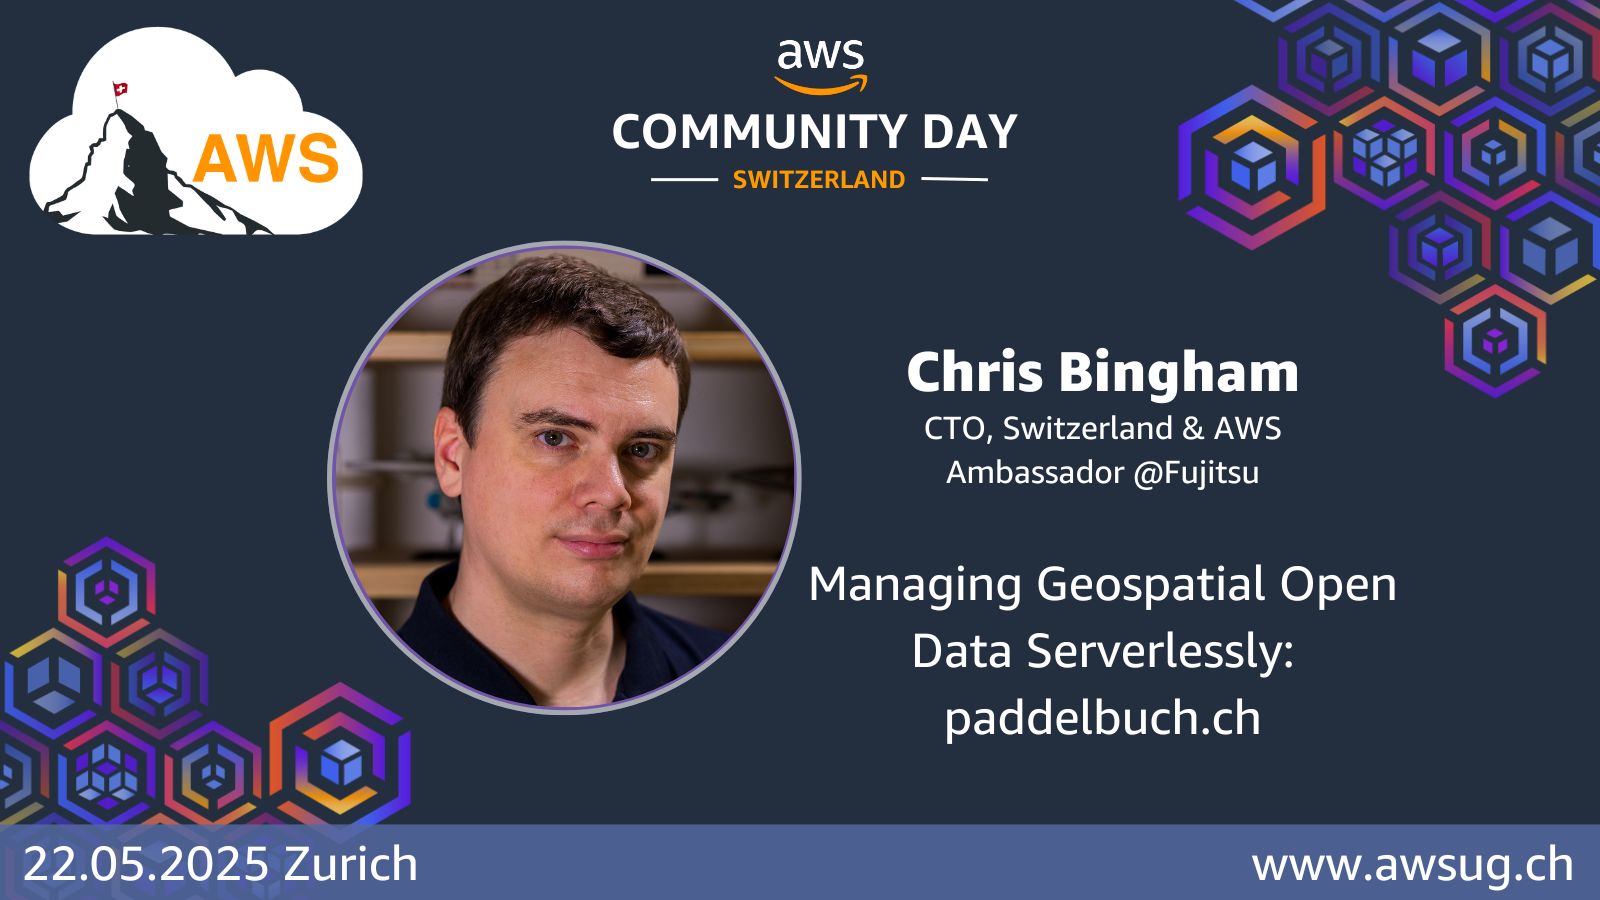 AWS
aws
COMMUNITY DAY
SWITZERLAND
Chris Bingham
CTO, Switzerland & AWS
Ambassador @Fujitsu
Managing Geospatial Open
Data Serverlessly:
paddelbuch.ch
22.05.2025 Zurich
www.awsug.ch